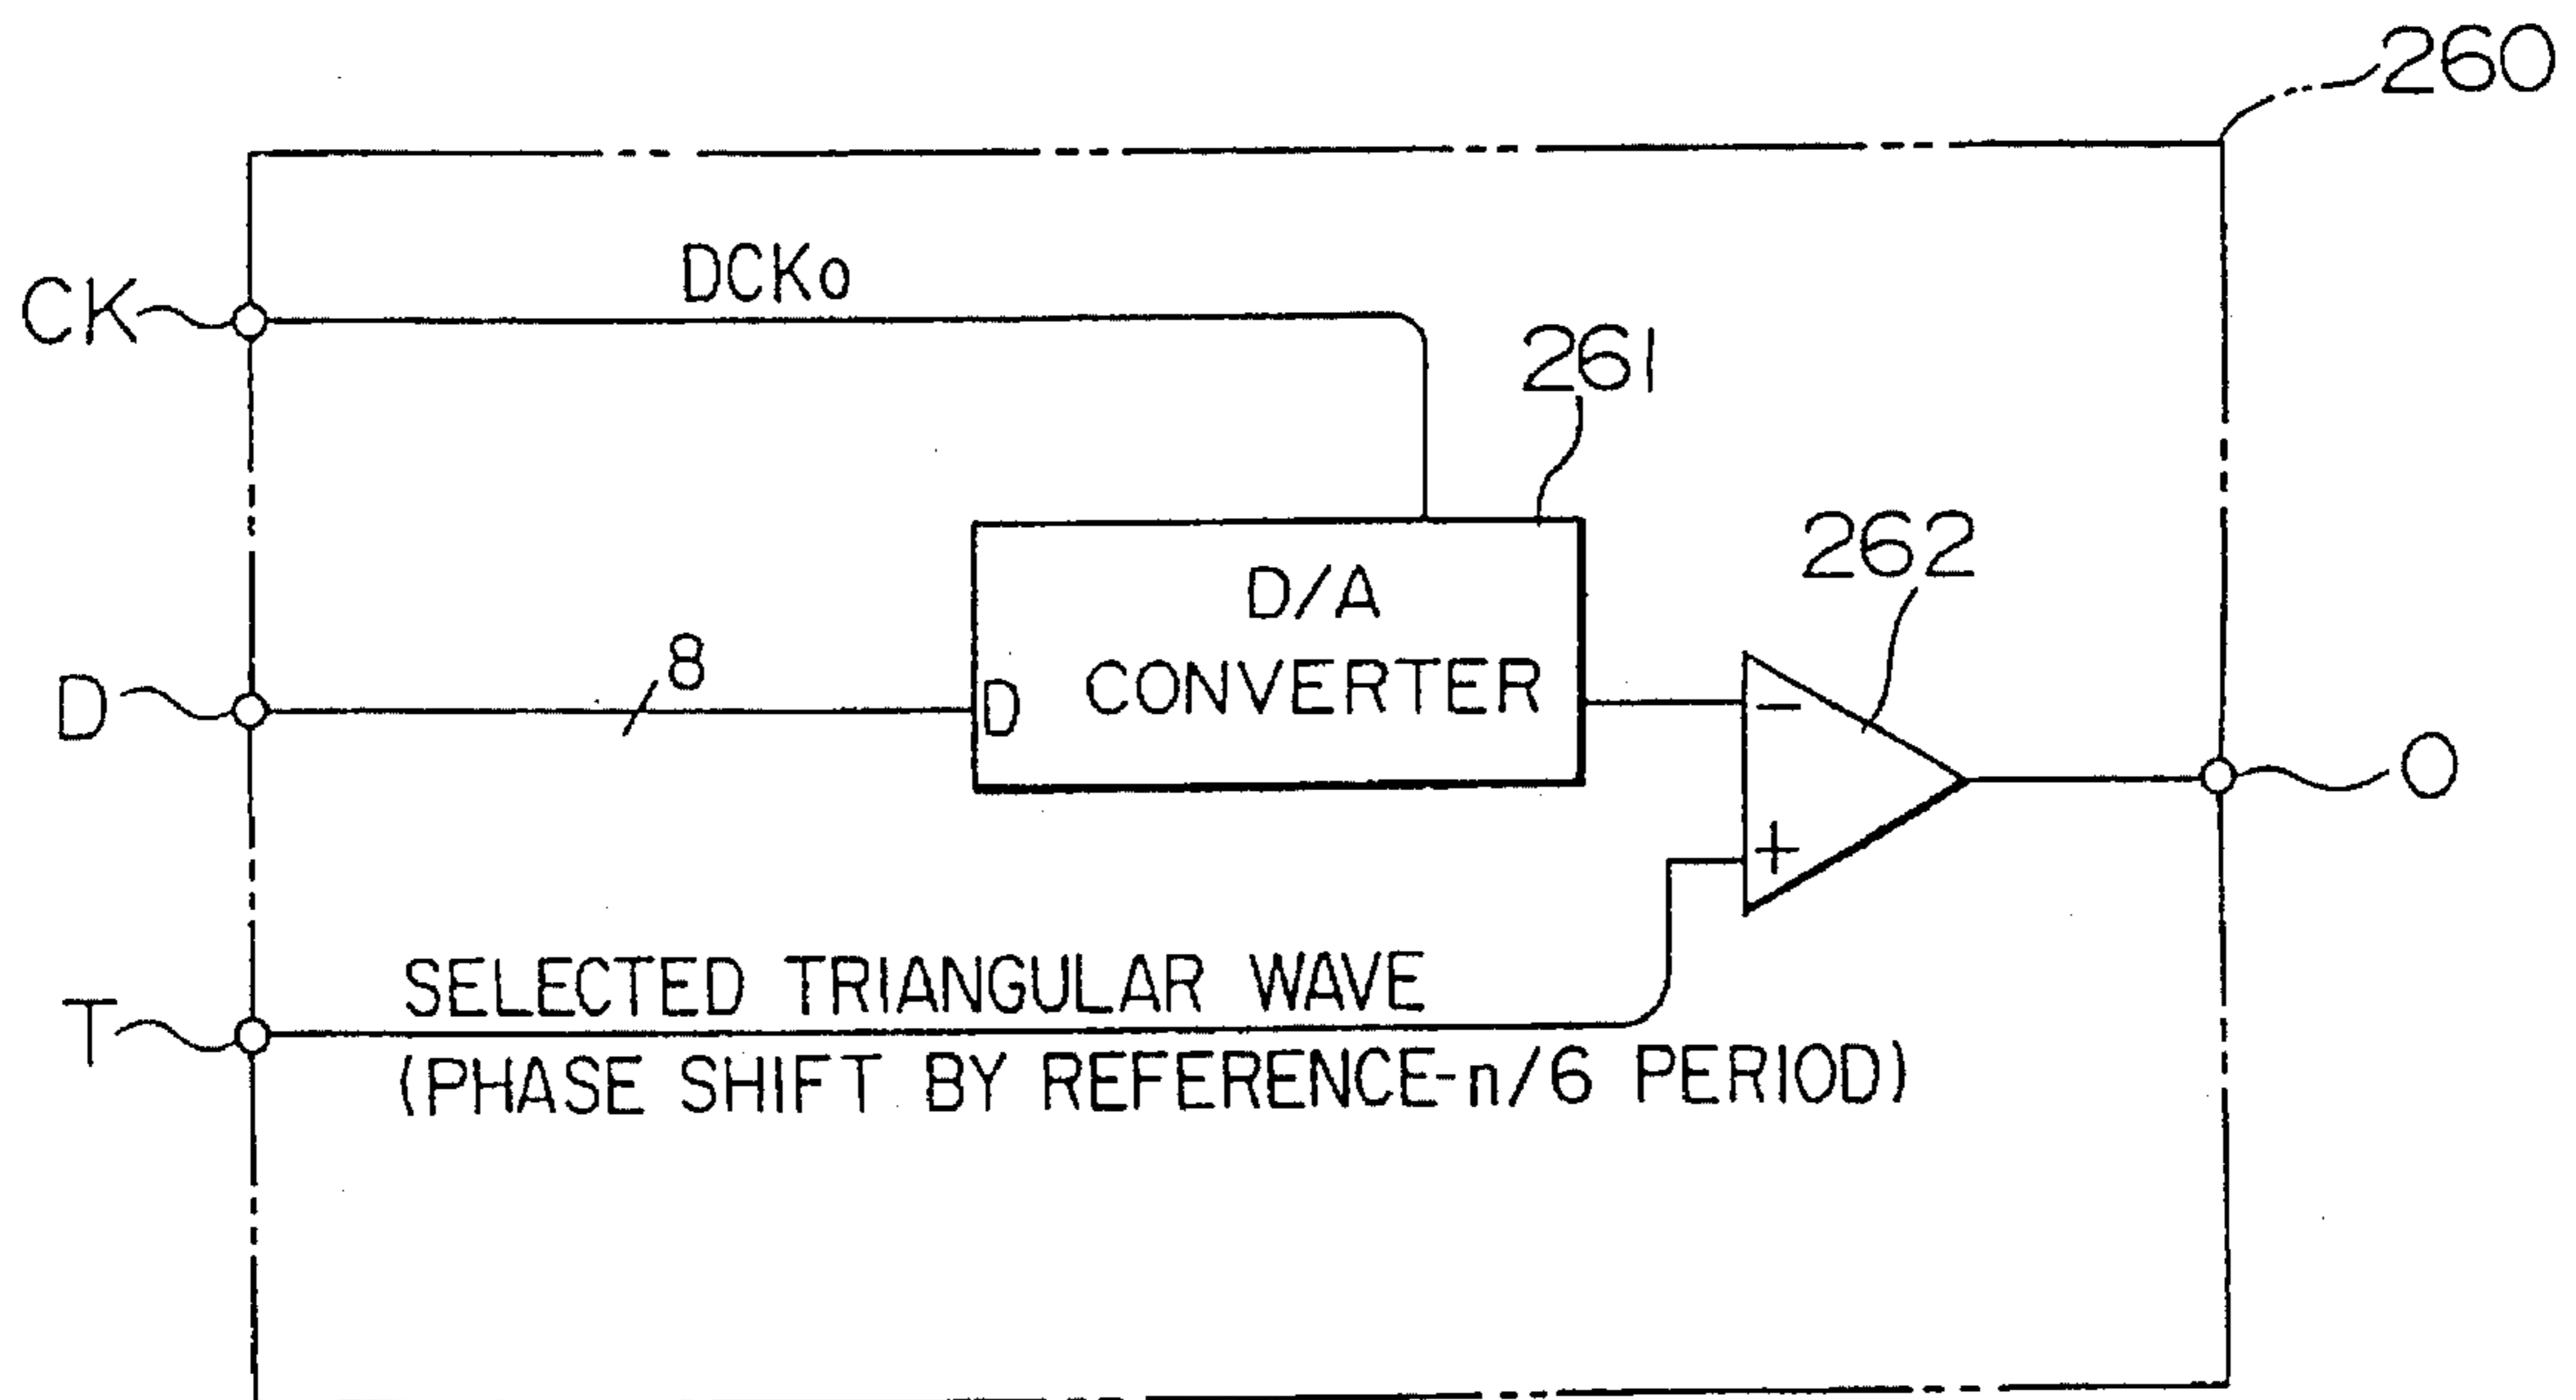 260
CK
DCKo
261
D/A
CONVERTER
262
D
8
D
−
+
O
T
SELECTED TRIANGULAR WAVE
(PHASE SHIFT BY REFERENCE-n/6 PERIOD)